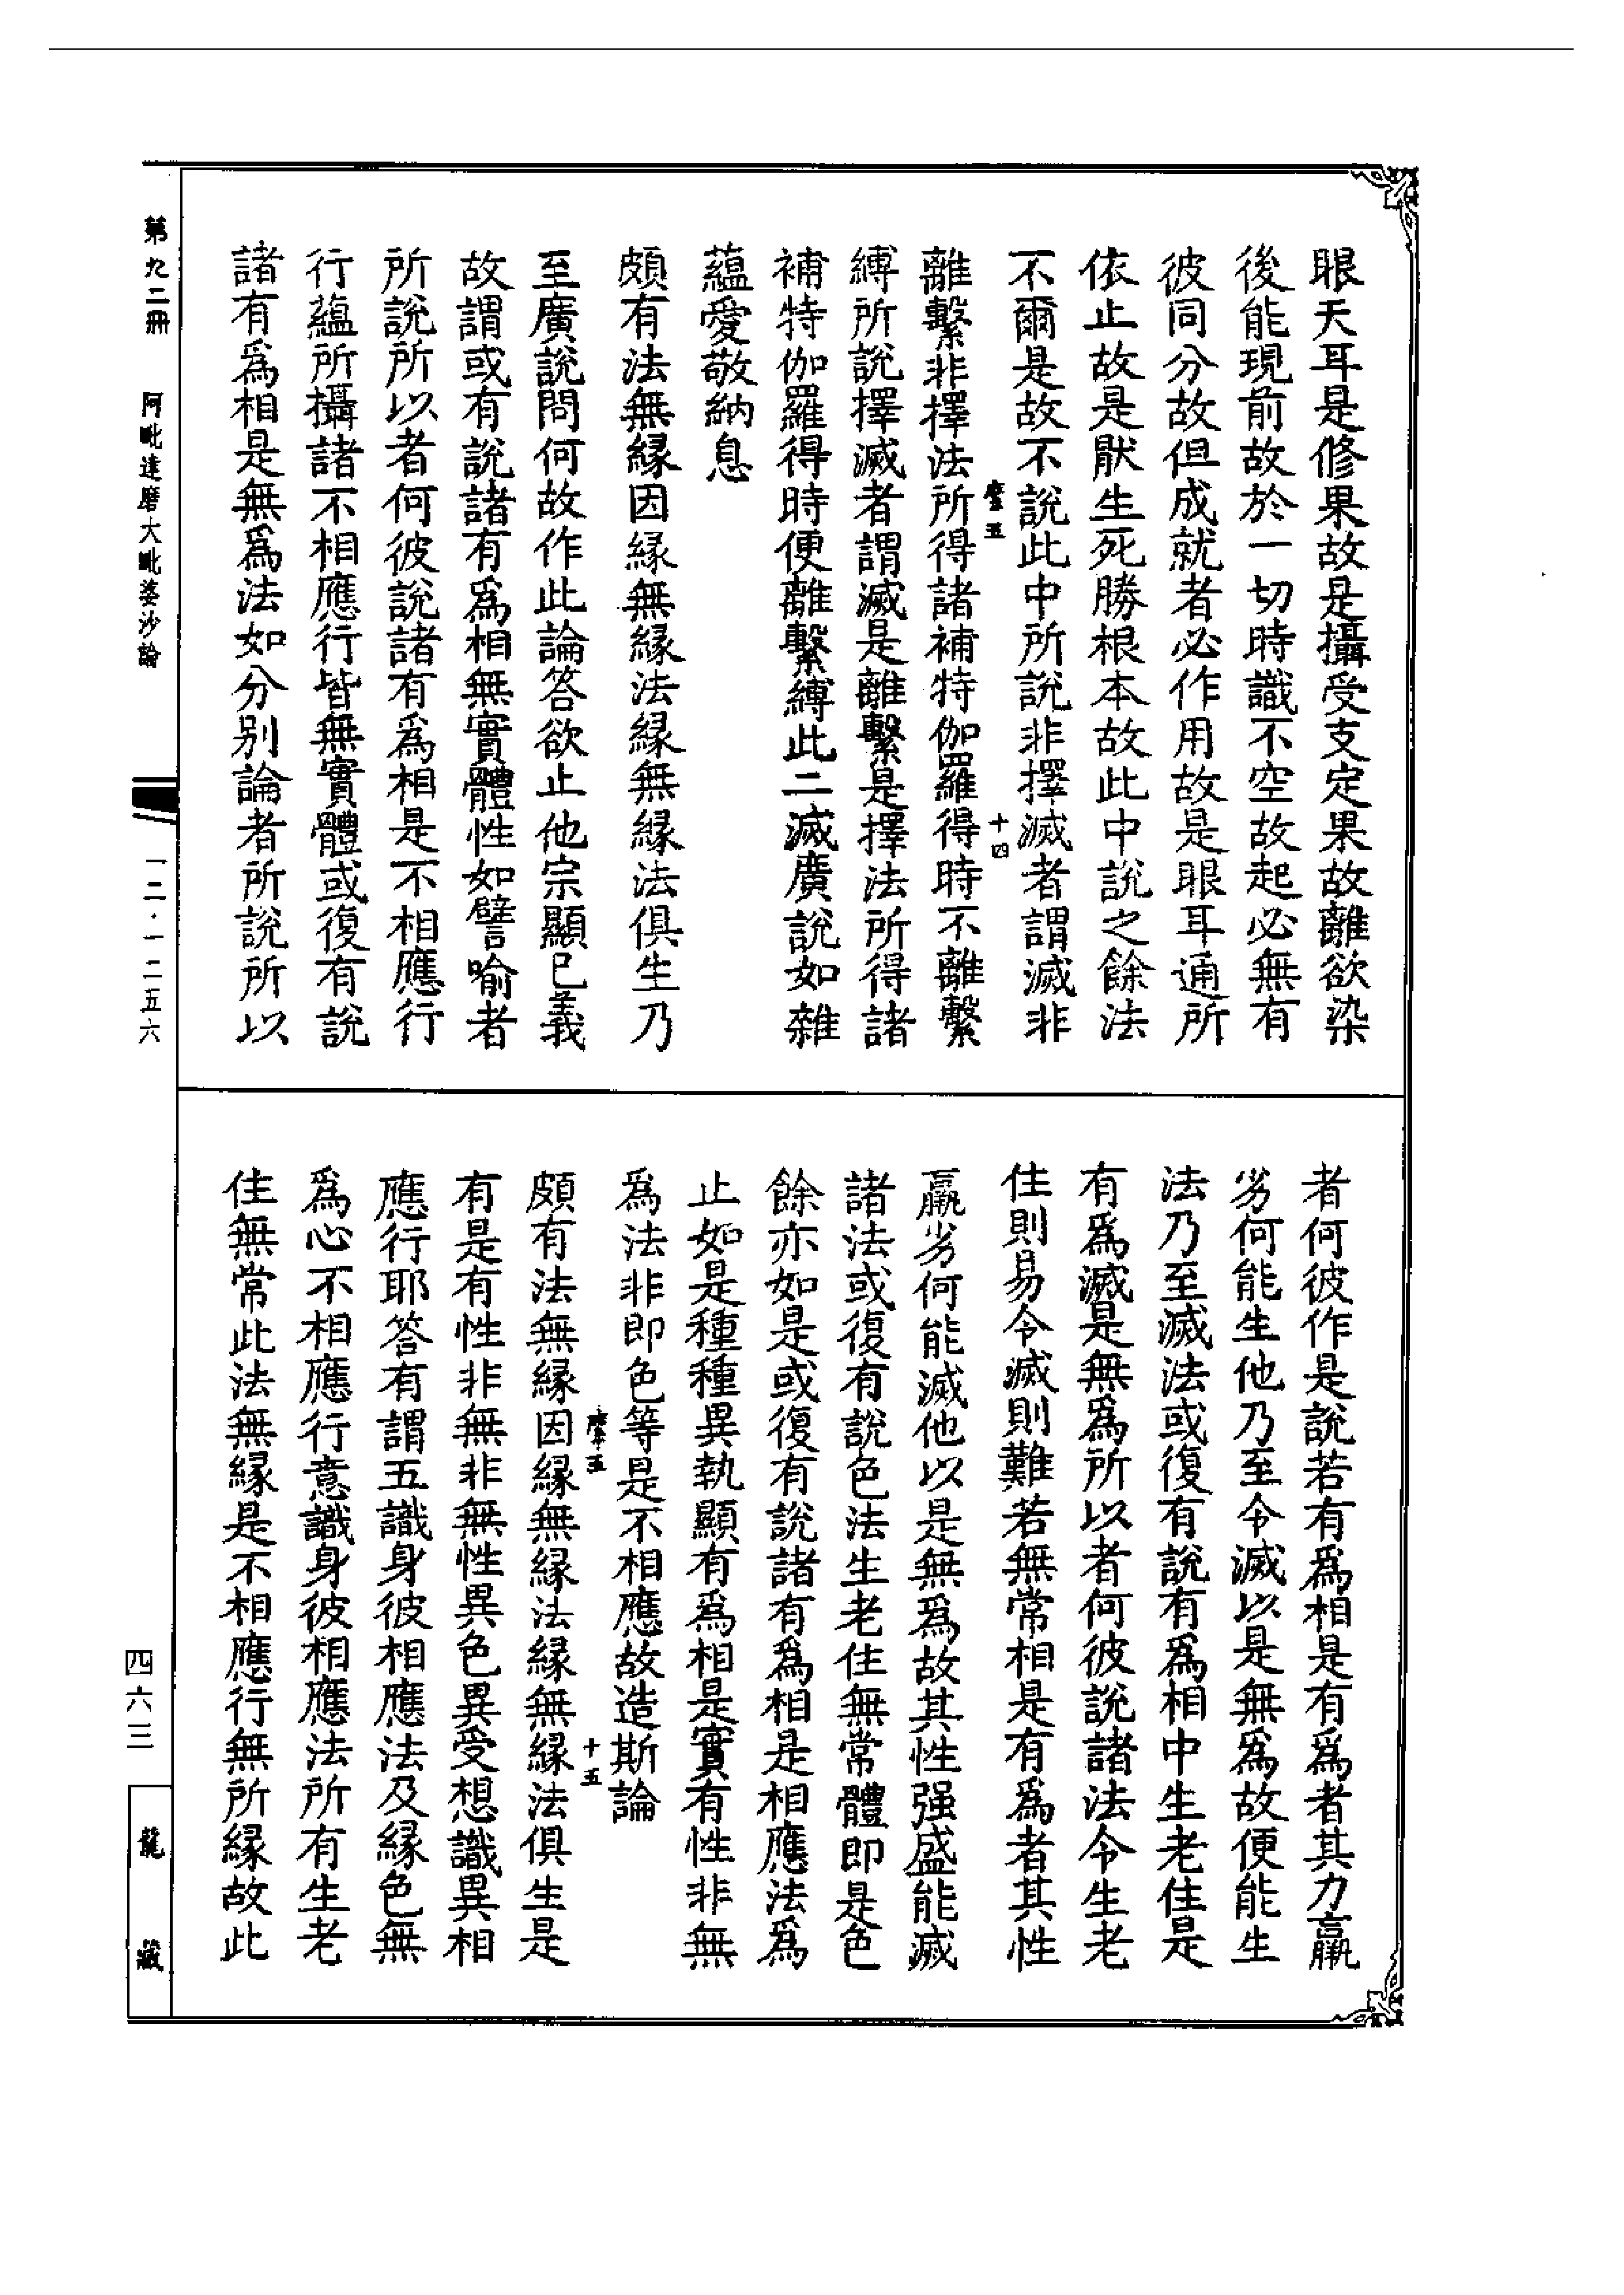 眼天耳是修果故是攝受支定果故離欲染
後能現前故於一切時識不空故起必無有
彼同分故但成就者必作用故是眼耳通所
依止故是猒生死勝根本故此中說之餘法
不爾是故不說此中所說非擇滅者謂滅非
離繫非擇法所得諸補特伽羅得時不離繫
縛所說擇滅者謂滅是離繫是擇法所得諸
補特伽羅得時便離繫縛此二滅廣說如雜
蘊愛敬納息
頗有法無緣因緣無緣法緣無緣法俱生乃
至廣說問何故作此論答欲止他宗顯已義
故謂或有說諸有爲相無實體性如譬喻者
所說所以者何彼說諸有爲相是不相應行
行蘊所攝諸不相應行皆無實體或復有說
諸有爲相是無爲法如分別論者所說所以
者何彼作是說若有爲相是有爲者其力羸
劣何能生他乃至令滅以是無爲故便能生
法乃至滅法或復有說有爲相中生老住是
有爲滅是無爲所以者何彼說諸法令生老
住則易令滅則難若無常相是有爲者其性
羸劣何能滅他以是無爲故其性强盛能滅
諸法或復有說色法生老住無常體即是色
餘亦如是或復有說諸有爲相是相應法爲
止如是種種異執顯有爲相是實有性非無
爲法非即色等是不相應故造斯論
頗有法無緣因緣無緣法緣無緣法俱生是
有是有性非無非無性異色異受想識異相
應行耶答有謂五識身彼相應法及緣色無
爲心不相應行意識身彼相應法所有生老
住無常此法無緣是不相應行無所緣故此
摩五
十四
摩五
十五
第九二冊
阿毗達磨大毗婆沙論
一二·一二五六
四六三
龍藏